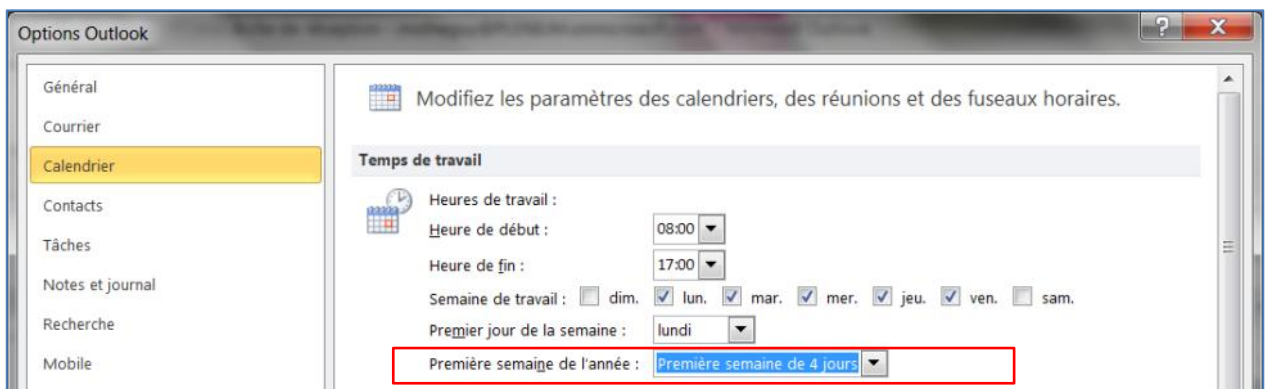 Options Outlook
Général
Courrier
Calendrier
Contacts
Tâches
Notes et journal
Recherche
Mobile
Modifiez les paramètres des calendriers, des réunions et des fuseaux horaires.
Temps de travail
Heures de travail :
Heure de début : 08:00
Heure de fin : 17:00
Semaine de travail : dim. lun. mar. mer. jeu. ven. sam.
Premier jour de la semaine : lundi
Première semaine de l'année : Première semaine de 4 jours